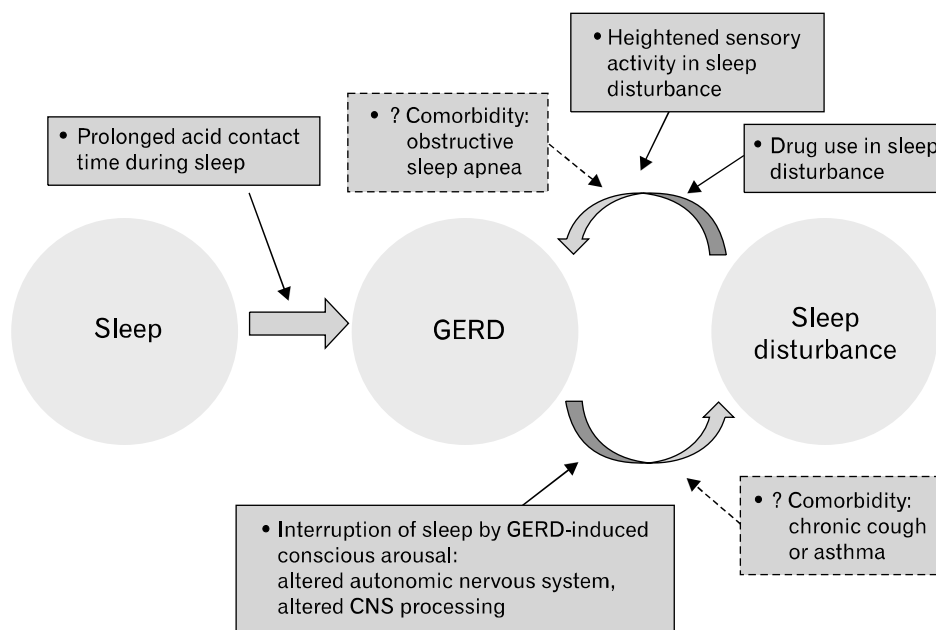 • Heightened sensory
activity in sleep
disturbance
• ? Comorbidity:
obstructive
sleep apnea
• Prolonged acid contact
time during sleep
• Drug use in sleep
disturbance
Sleep
GERD
Sleep
disturbance
• Interruption of sleep by GERD-induced
conscious arousal:
altered autonomic nervous system,
altered CNS processing
• ? Comorbidity:
chronic cough
or asthma